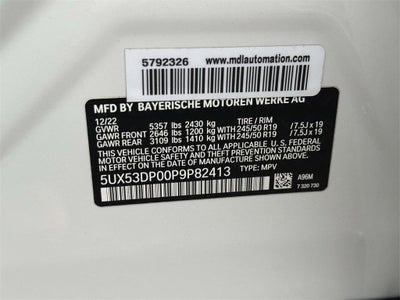 5792326
www.mdiautomation.com
MFD BY BAYERISCHE MOTOREN WERKE AG
12/22 TIRE / RIM
GVWR 5357 lbs 2430 kg
GAWR FRONT 2646 lbs 1200 kg 245/50 R19 /7.5J x 19
GAWR REAR 3109 lbs 1410 kg 245/50 R19 /7.5J x 19
THIS VEHICLE CONFORMS TO ALL APPLICABLE U. S. FEDERAL
MOTOR VEHICLE SAFETY, BUMPER, AND THEFT PREVENTION STANDARDS
IN EFFECT ON THE DATE OF MANUFACTURE SHOWN ABOVE.
5UX53DP00P9P82413 TYPE: MPV
A96M
7 320 730